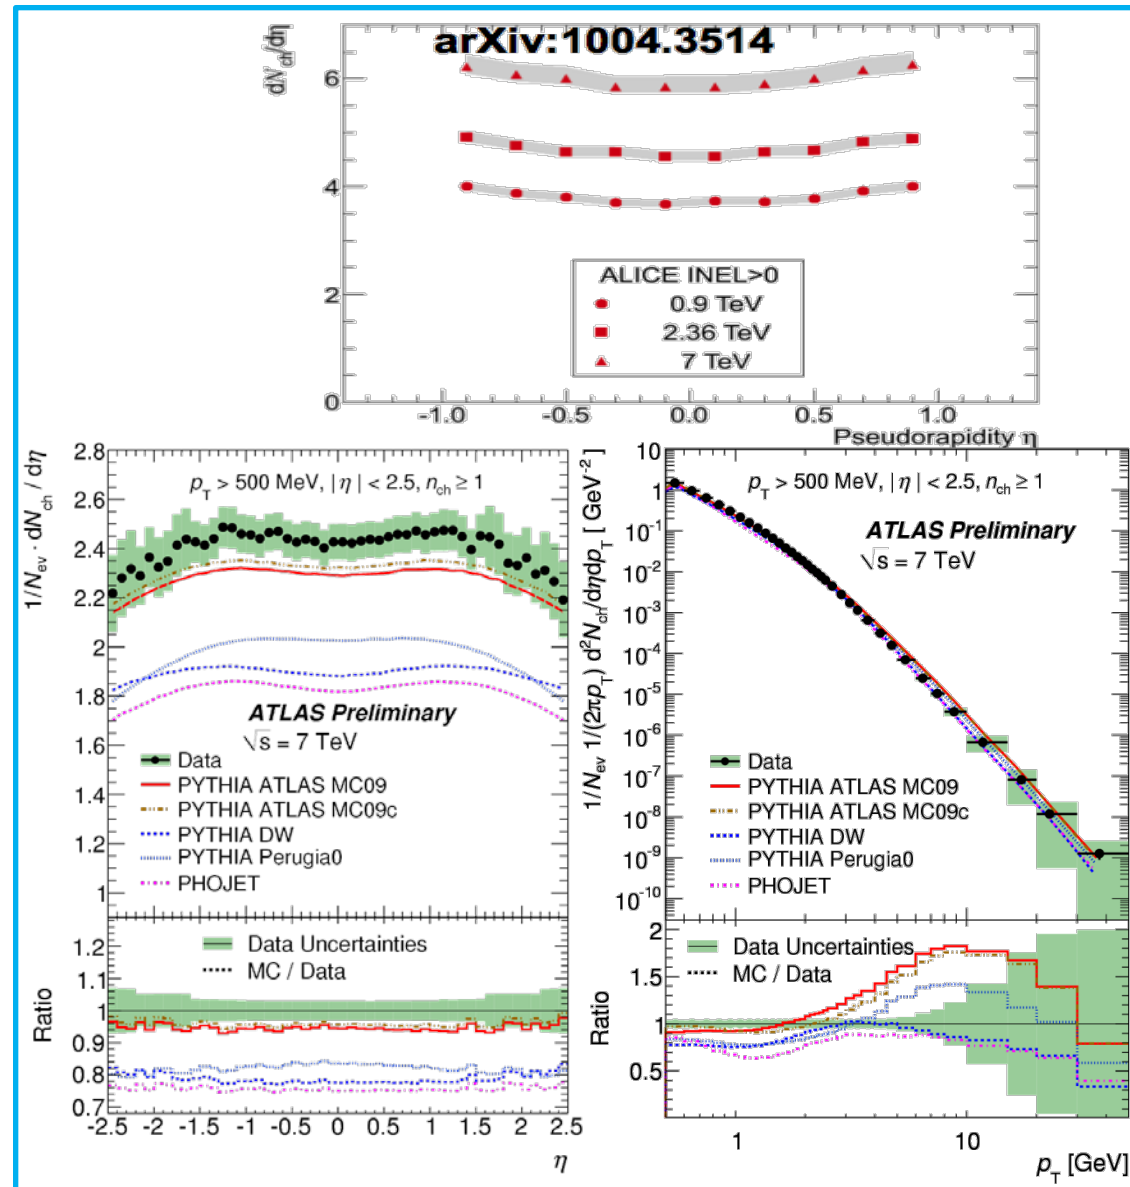 arXiv:1004.3514
dN_ch/dη
6
4
2
0
ALICE INEL>0
0.9 TeV
2.36 TeV
7 TeV
-1.0 -0.5 0.0 0.5 1.0
Pseudorapidity η
1/N_ev · dN_ch / dη
2.8
2.6
2.4
2.2
2
1.8
1.6
1.4
1.2
1
p_T > 500 MeV, |η| < 2.5, n_ch ≥ 1
ATLAS Preliminary
√s = 7 TeV
Data
PYTHIA ATLAS MC09
PYTHIA ATLAS MC09c
PYTHIA DW
PYTHIA Perugia0
PHOJET
Ratio
1.2
1.1
1
0.9
0.8
0.7
Data Uncertainties
MC / Data
-2.5 -2 -1.5 -1 -0.5 0 0.5 1 1.5 2 2.5
η
1/N_ev 1/(2πp_T) d²N_ch/dηdp_T [ GeV⁻² ]
10
1
10⁻¹
10⁻²
10⁻³
10⁻⁴
10⁻⁵
10⁻⁶
10⁻⁷
10⁻⁸
10⁻⁹
10⁻¹⁰
p_T > 500 MeV, |η| < 2.5, n_ch ≥ 1
ATLAS Preliminary
√s = 7 TeV
Data
PYTHIA ATLAS MC09
PYTHIA ATLAS MC09c
PYTHIA DW
PYTHIA Perugia0
PHOJET
Ratio
2
1.5
1
0.5
Data Uncertainties
MC / Data
1 10
p_T [GeV]